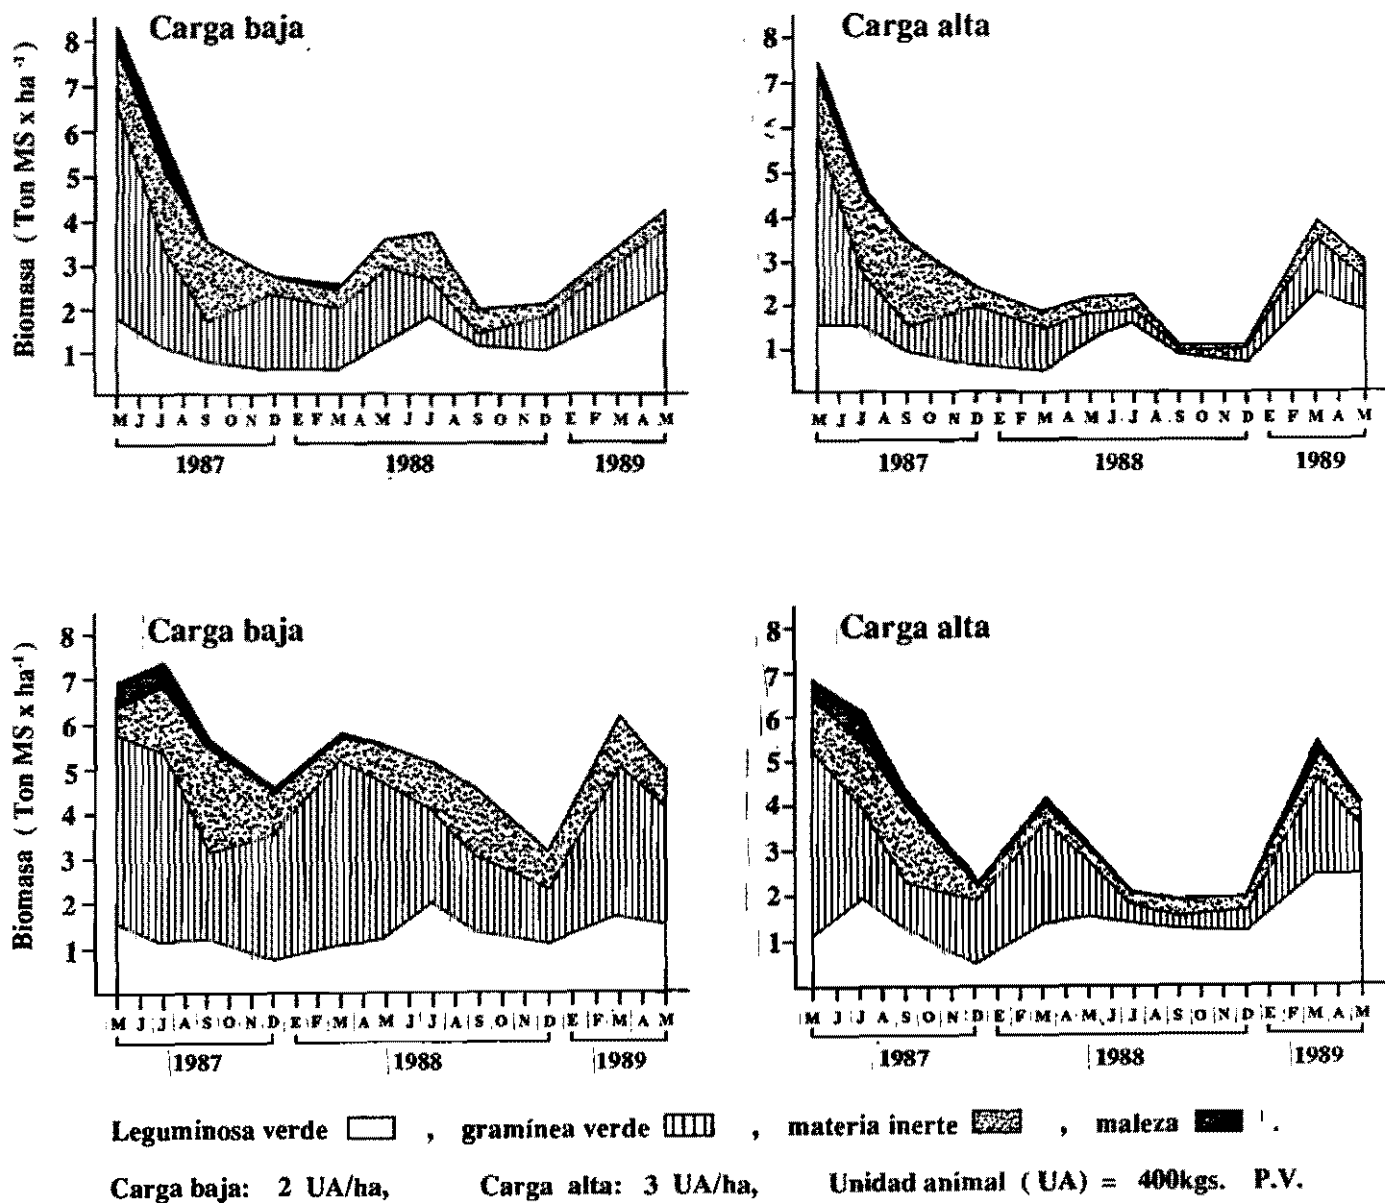 Carga baja
Biomasa ( Ton MS x ha⁻¹)
8
7
6
5
4
3
2
1
M J J A S O N D E F M A M J J A S O N D E F M A M
1987 1988 1989
Carga alta
8
7
5
4
3
2
1
M J J A S O N D E F M A M J J A S O N D E F M A M
1987 1988 1989
Carga baja
Biomasa ( Ton MS x ha⁻¹)
8
7
6
5
4
3
2
1
M J J A S O N D E F M A M J J A S O N D E F M A M
1987 1988 1989
Carga alta
8
7
6
5
4
3
2
1
M J J A S O N D E F M A M J J A S O N D E F M A M
1987 1988 1989
Leguminosa verde , gramínea verde , materia inerte , maleza .
Carga baja: 2 UA/ha, Carga alta: 3 UA/ha, Unidad animal ( UA) = 400kgs. P.V.